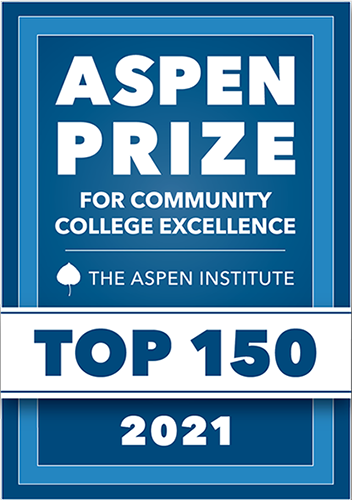 ASPEN
PRIZE
FOR COMMUNITY
COLLEGE EXCELLENCE
THE ASPEN INSTITUTE
TOP 150
2021